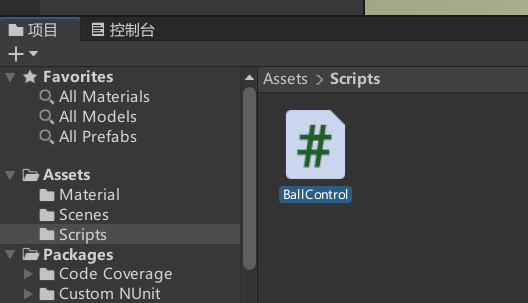 项目
控制台
Favorites
All Materials
All Models
All Prefabs
Assets
Material
Scenes
Scripts
Packages
Code Coverage
Custom NUnit
Assets > Scripts
#
BallControl